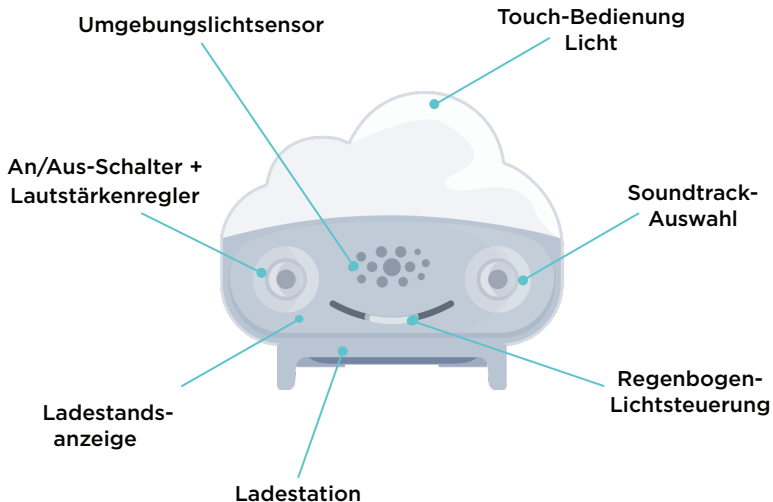 Umgebungslichtsensor
Touch-Bedienung
Licht
An/Aus-Schalter +
Lautstärkenregler
Soundtrack-
Auswahl
Regenbogen-
Lichtsteuerung
Ladestands-
anzeige
Ladestation